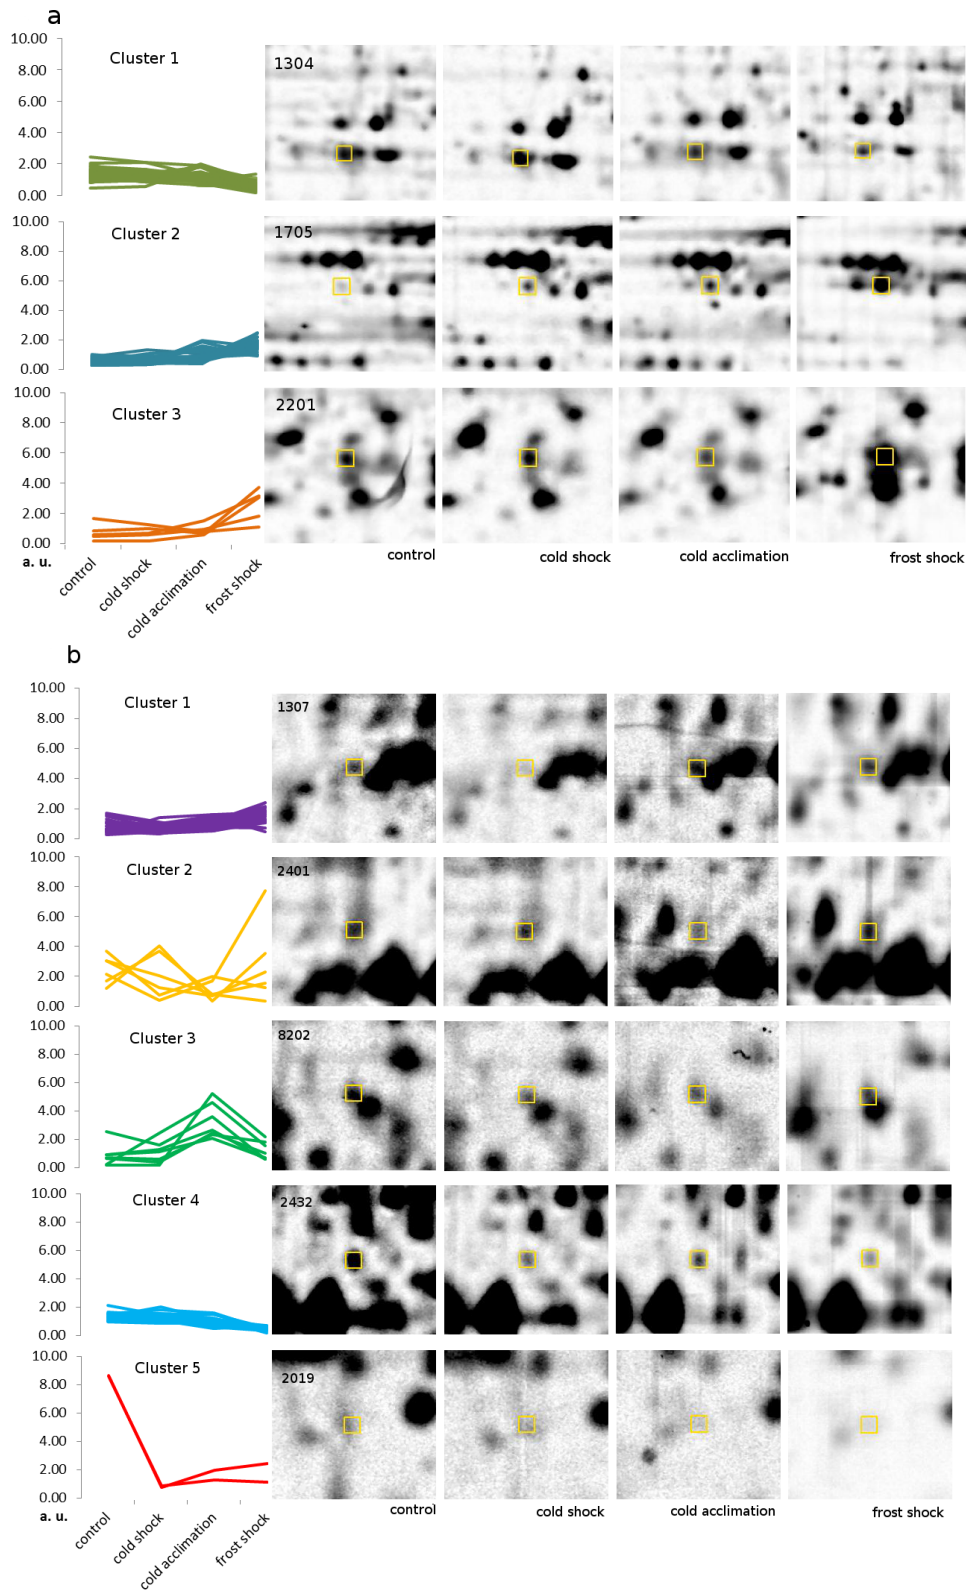 a
10.00
8.00
6.00
4.00
2.00
0.00
Cluster 1
1304
10.00
8.00
6.00
4.00
2.00
0.00
Cluster 2
1705
10.00
8.00
6.00
4.00
2.00
0.00
Cluster 3
2201
a. u.
control
cold shock
cold acclimation
frost shock
control
cold shock
cold acclimation
frost shock
b
10.00
8.00
6.00
4.00
2.00
0.00
Cluster 1
1307
10.00
8.00
6.00
4.00
2.00
0.00
Cluster 2
2401
10.00
8.00
6.00
4.00
2.00
0.00
Cluster 3
8202
10.00
8.00
6.00
4.00
2.00
0.00
Cluster 4
2432
10.00
8.00
6.00
4.00
2.00
0.00
Cluster 5
2019
a. u.
control
cold shock
cold acclimation
frost shock
control
cold shock
cold acclimation
frost shock